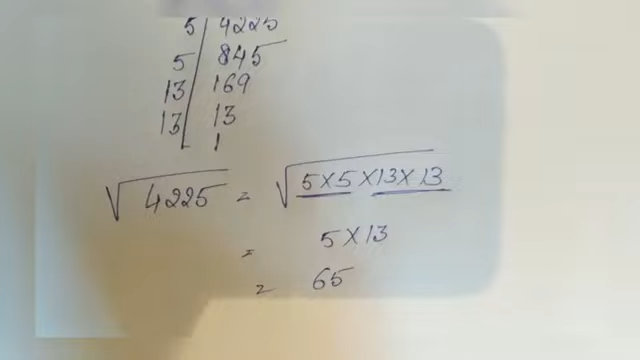 5 | 4225
5 | 845
13 | 169
13 | 13
1
√4225 = √5×5×13×13
= 5×13
= 65